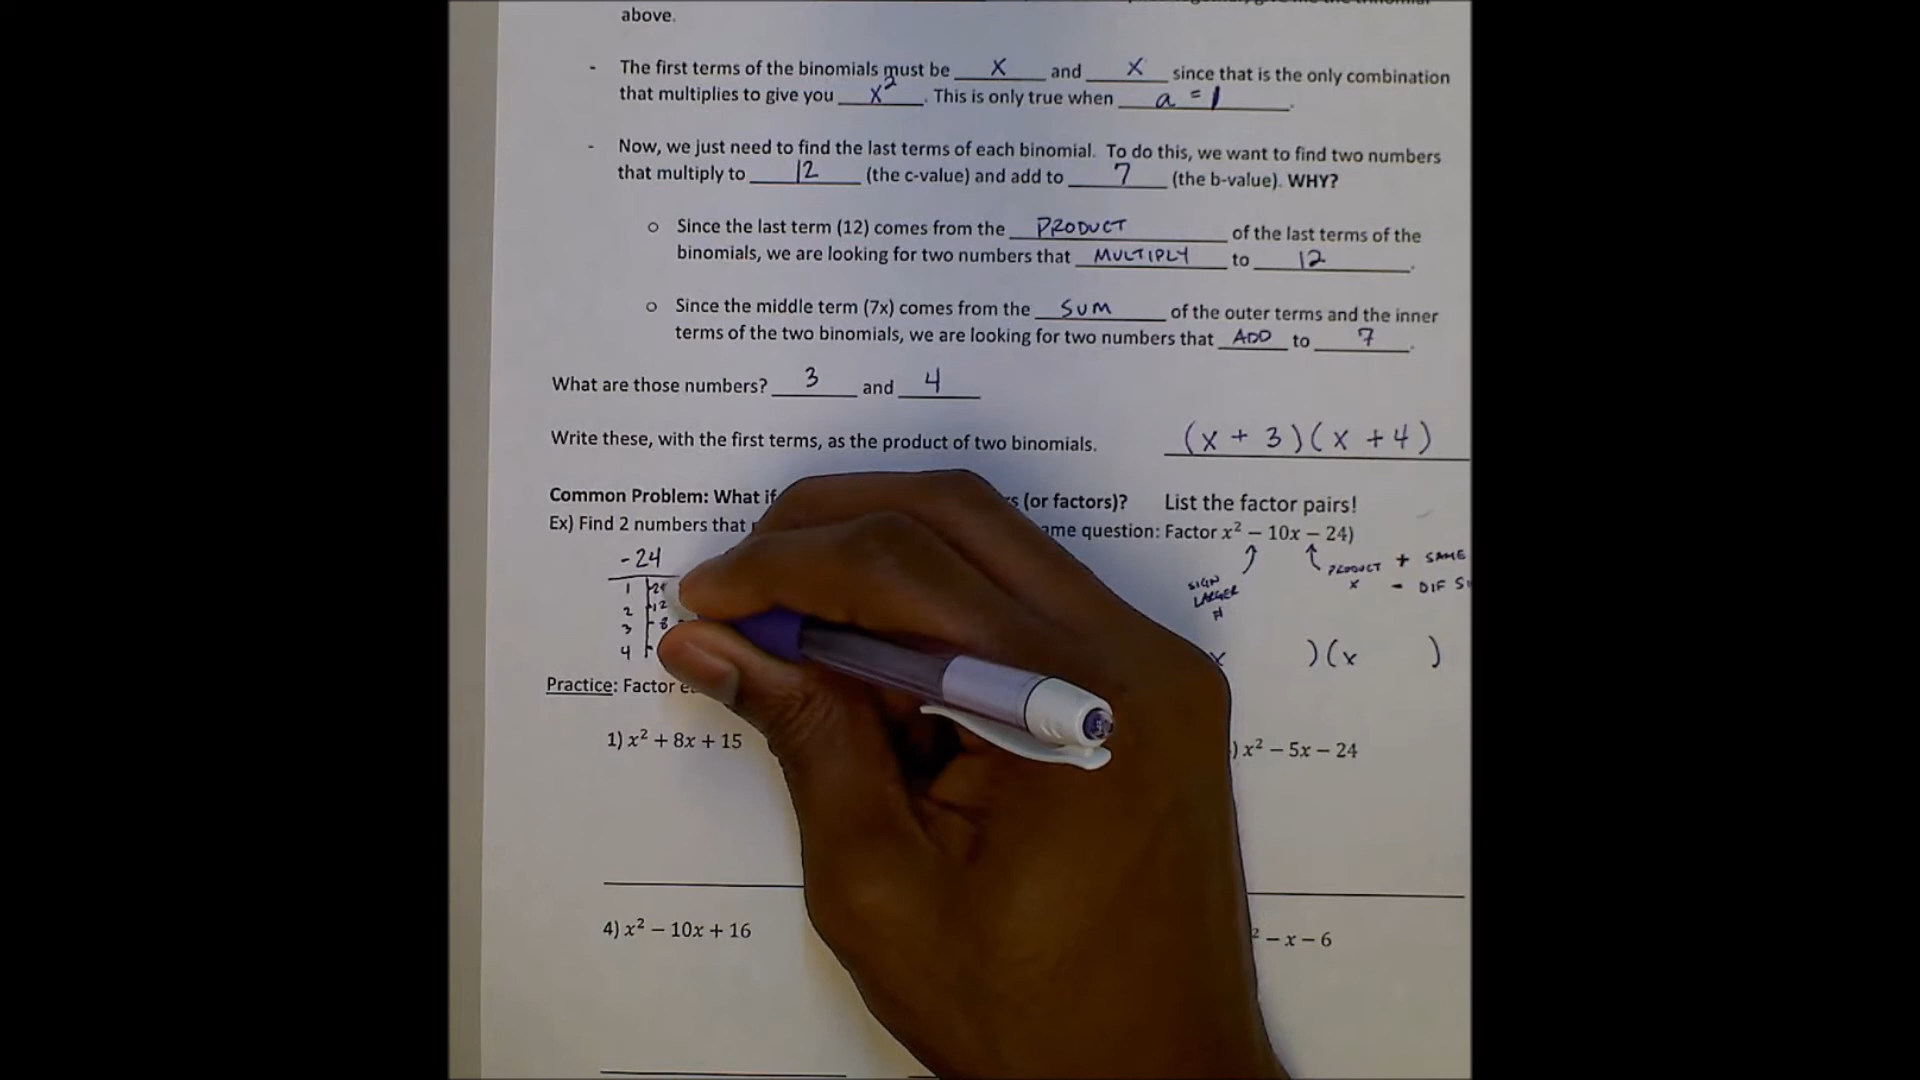 above.
- The first terms of the binomials must be x and x since that is the only combination
that multiplies to give you x². This is only true when a = 1.
- Now, we just need to find the last terms of each binomial. To do this, we want to find two numbers
that multiply to 12 (the c-value) and add to 7 (the b-value). WHY?
o Since the last term (12) comes from the PRODUCT of the last terms of the
binomials, we are looking for two numbers that MULTIPLY to 12.
o Since the middle term (7x) comes from the SUM of the outer terms and the inner
terms of the two binomials, we are looking for two numbers that ADD to 7.
What are those numbers? 3 and 4
Write these, with the first terms, as the product of two binomials. (x + 3)(x + 4)
Common Problem: What if (or factors)? List the factor pairs!
Ex) Find 2 numbers that question: Factor x² – 10x – 24)
-24
PRODUCT + SAME
x - DIF
SIGN
LARGER
#
1
2 12
3 8
4
x )(x )
Practice: Factor
1) x² + 8x + 15
) x² – 5x – 24
4) x² – 10x + 16
² – x – 6